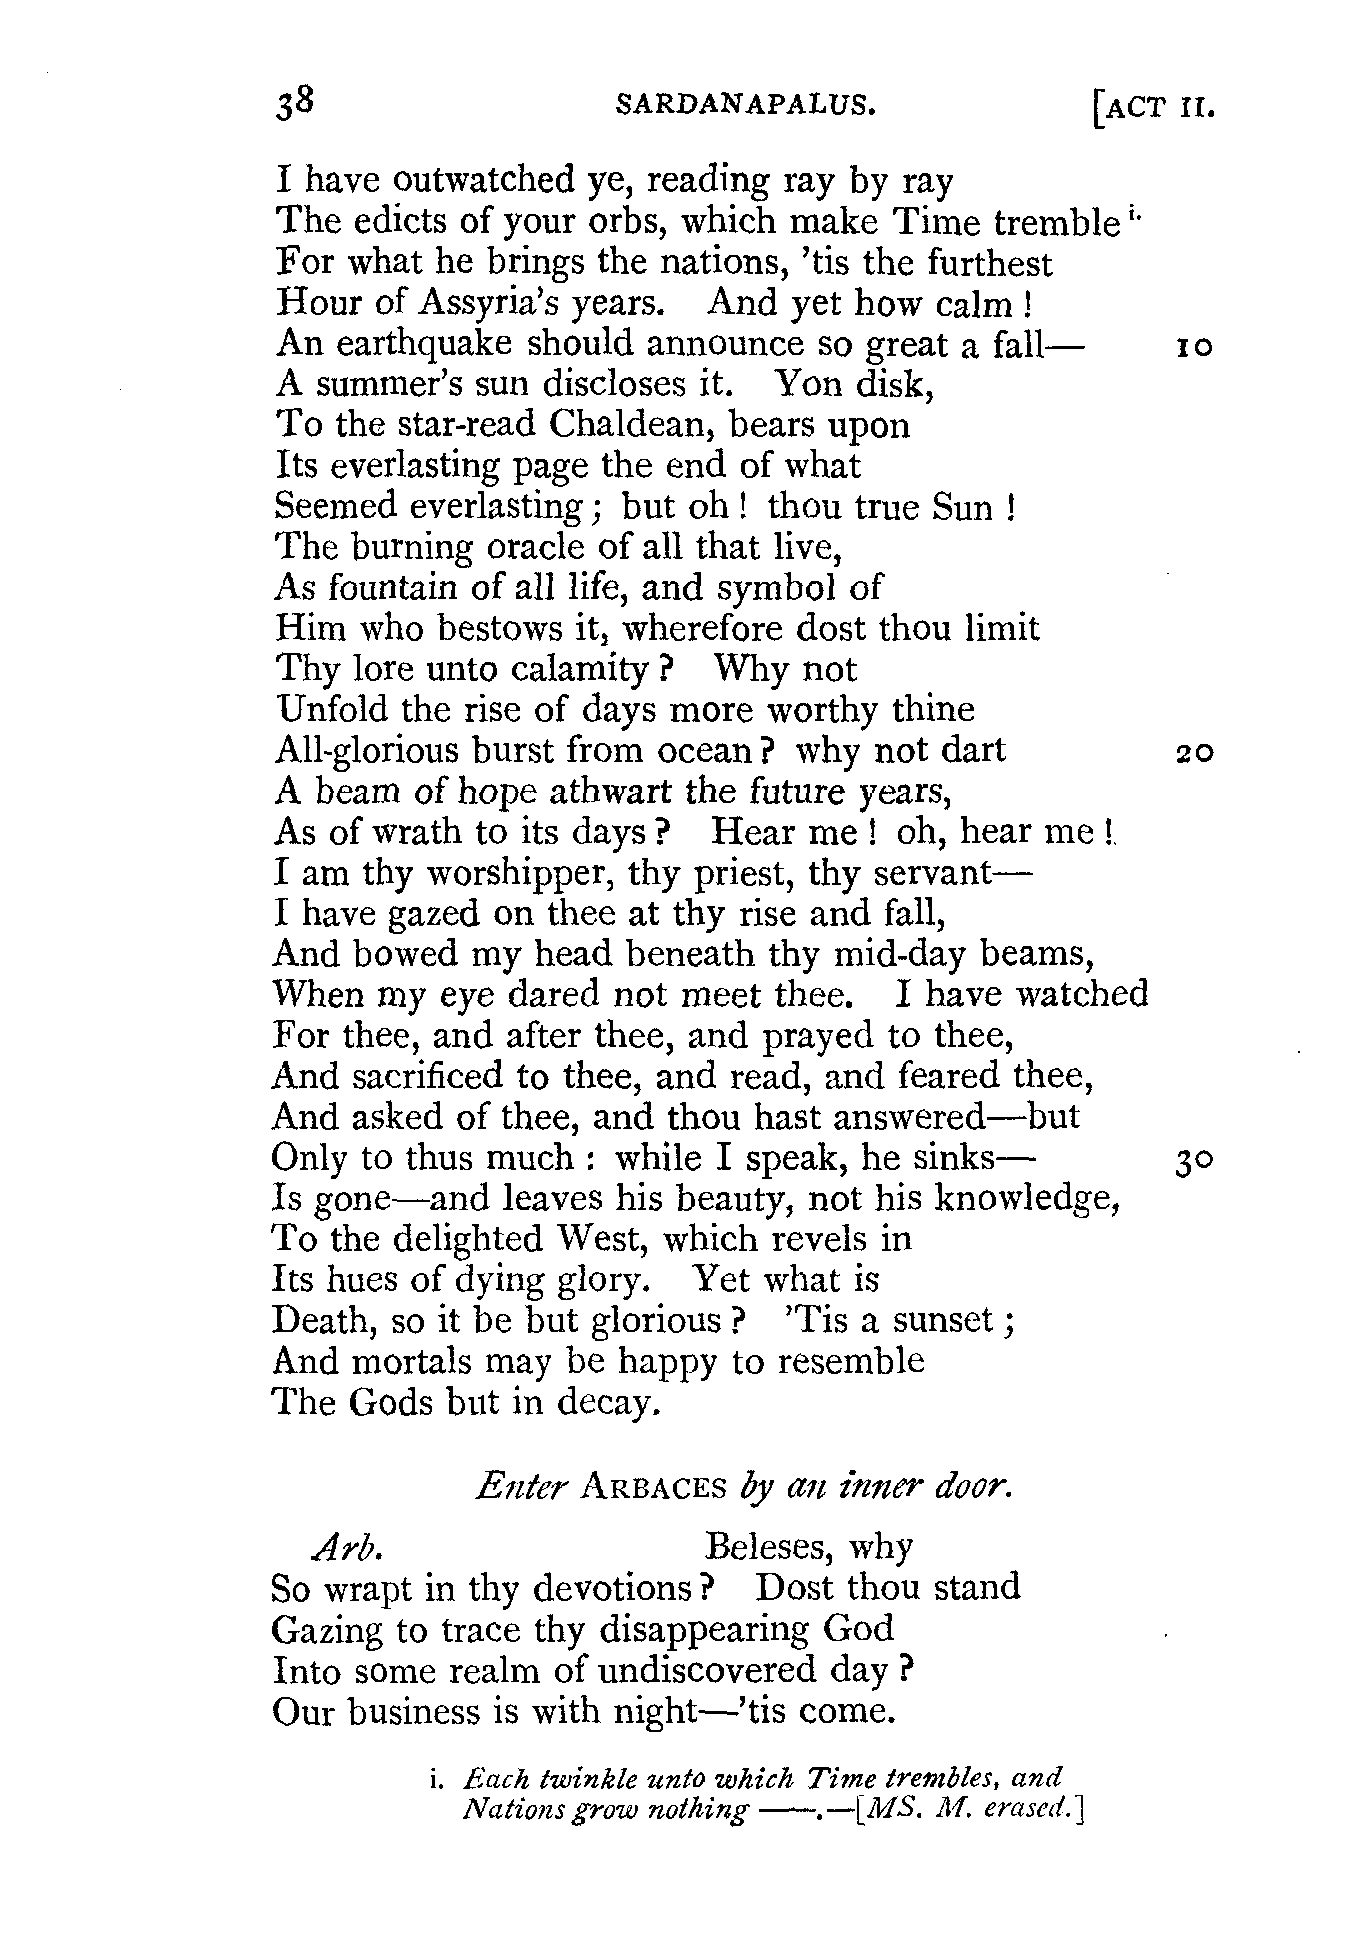 38 SARDANAPALUS. [ACT II.
I have outwatched ye, reading ray by ray
The edicts of your orbs, which make Time tremble i.
For what he brings the nations, 'tis the furthest
Hour of Assyria's years. And yet how calm!
An earthquake should announce so great a fall— 10
A summer's sun discloses it. Yon disk,
To the star-read Chaldean, bears upon
Its everlasting page the end of what
Seemed everlasting; but oh! thou true Sun!
The burning oracle of all that live,
As fountain of all life, and symbol of
Him who bestows it, wherefore dost thou limit
Thy lore unto calamity? Why not
Unfold the rise of days more worthy thine
All-glorious burst from ocean? why not dart 20
A beam of hope athwart the future years,
As of wrath to its days? Hear me! oh, hear me!
I am thy worshipper, thy priest, thy servant—
I have gazed on thee at thy rise and fall,
And bowed my head beneath thy mid-day beams,
When my eye dared not meet thee. I have watched
For thee, and after thee, and prayed to thee,
And sacrificed to thee, and read, and feared thee,
And asked of thee, and thou hast answered—but
Only to thus much: while I speak, he sinks— 30
Is gone—and leaves his beauty, not his knowledge,
To the delighted West, which revels in
Its hues of dying glory. Yet what is
Death, so it be but glorious? 'Tis a sunset;
And mortals may be happy to resemble
The Gods but in decay.
Enter ARBACES by an inner door.
Arb. Beleses, why
So wrapt in thy devotions? Dost thou stand
Gazing to trace thy disappearing God
Into some realm of undiscovered day?
Our business is with night—'tis come.
i. Each twinkle unto which Time trembles, and
Nations grow nothing ——.—[MS. M. erased.]